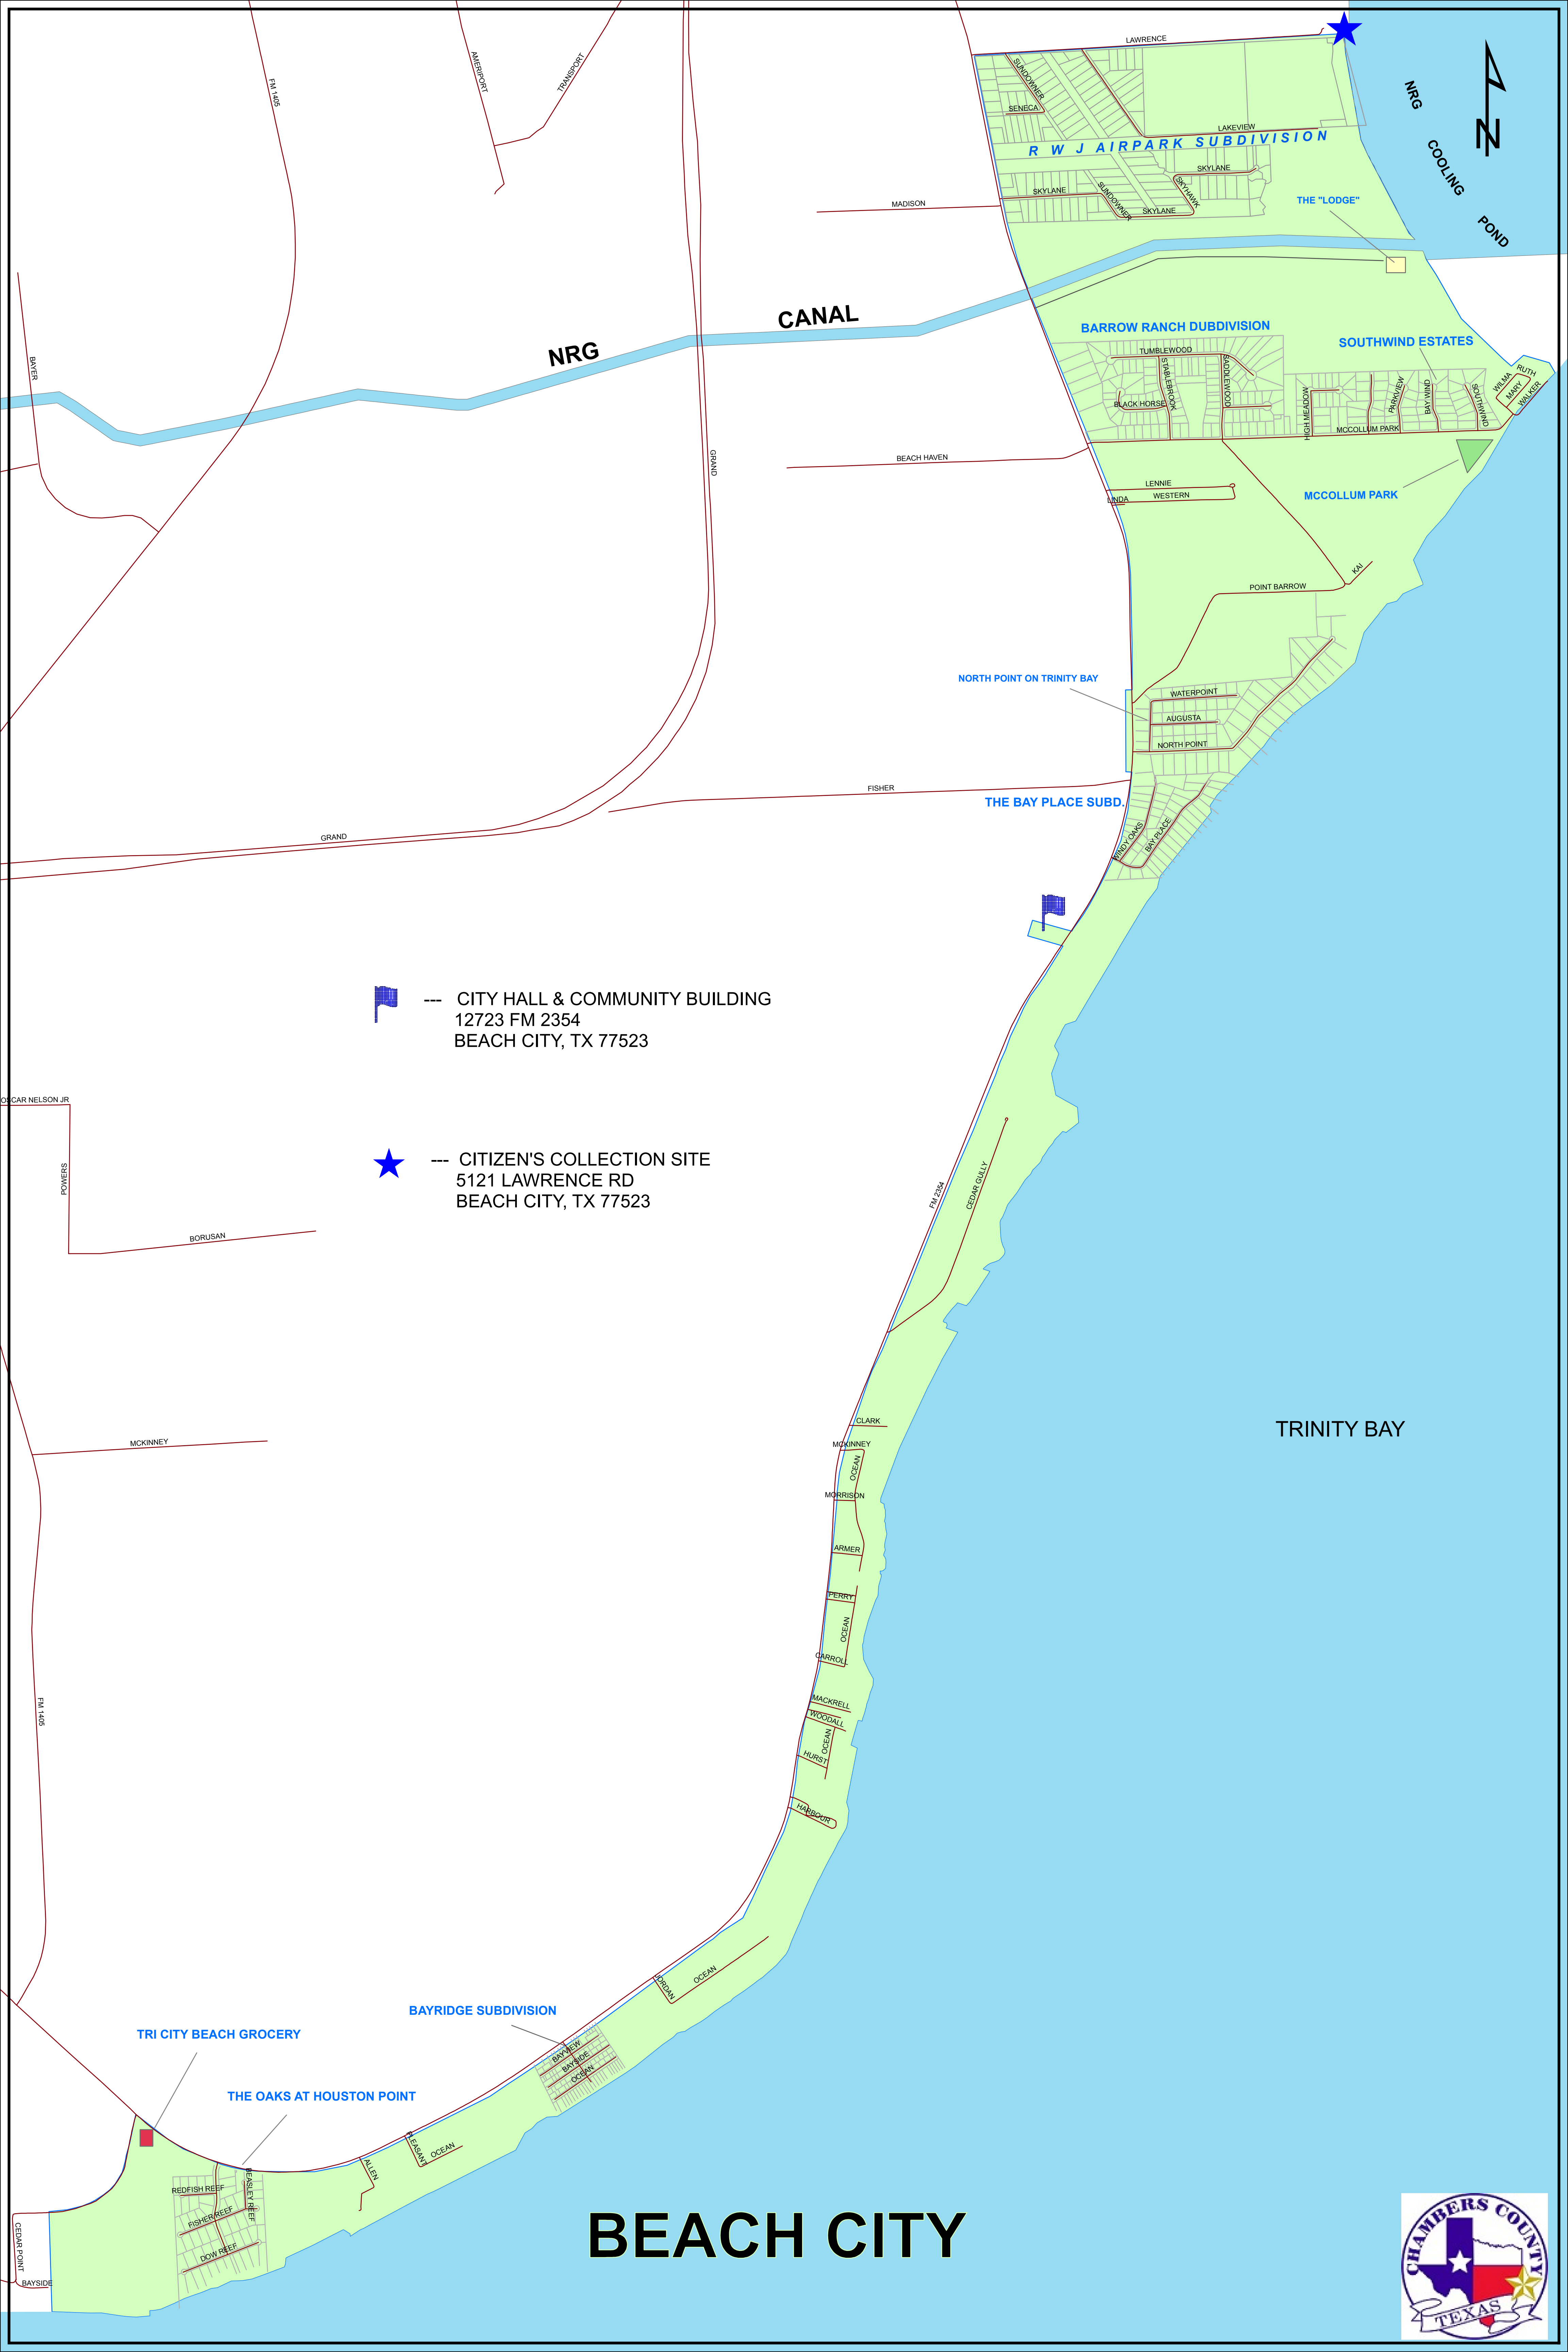 LAWRENCE
FM 1405
AMERIPORT
TRANSPORT
SUNDOWNER
SENECA
LAKEVIEW
R W J AIRPARK SUBDIVISION
SKYLANE
SKYLANE
SKYHAWK
SUNDOWNER
SKYLANE
MADISON
NRG
COOLING
POND
N
THE "LODGE"
NRG
CANAL
BAYER
BARROW RANCH DUBDIVISION
SOUTHWIND ESTATES
TUMBLEWOOD
STABLEBROOK
SADDLEWOOD
BLACK HORSE
HIGH MEADOW
PARKVIEW
BAY WIND
SOUTHWIND
WILMA
RUTH
MARY
WALKER
MCCOLLUM PARK
BEACH HAVEN
GRAND
LENNIE
WESTERN
LINDA
MCCOLLUM PARK
KAI
POINT BARROW
NORTH POINT ON TRINITY BAY
WATERPOINT
AUGUSTA
NORTH POINT
FISHER
THE BAY PLACE SUBD.
WINDY OAKS
BAY PLACE
GRAND
--- CITY HALL & COMMUNITY BUILDING
12723 FM 2354
BEACH CITY, TX 77523
OSCAR NELSON JR
POWERS
BORUSAN
--- CITIZEN'S COLLECTION SITE
5121 LAWRENCE RD
BEACH CITY, TX 77523
FM 2354
CEDAR GULLY
TRINITY BAY
CLARK
MCKINNEY
MCKINNEY
OCEAN
MORRISON
ARMER
PERRY
OCEAN
CARROLL
FM 1405
MACKRELL
WOODALL
OCEAN
HURST
HARBOUR
JORDAN
OCEAN
BAYRIDGE SUBDIVISION
BAYVIEW
BAYSIDE
OCEAN
TRI CITY BEACH GROCERY
THE OAKS AT HOUSTON POINT
PLEASANT
OCEAN
ALLEN
REDFISH REEF
BEASLEY REEF
FISHER REEF
DOW REEF
CEDAR POINT
BAYSIDE
BEACH CITY
CHAMBERS COUNTY
TEXAS